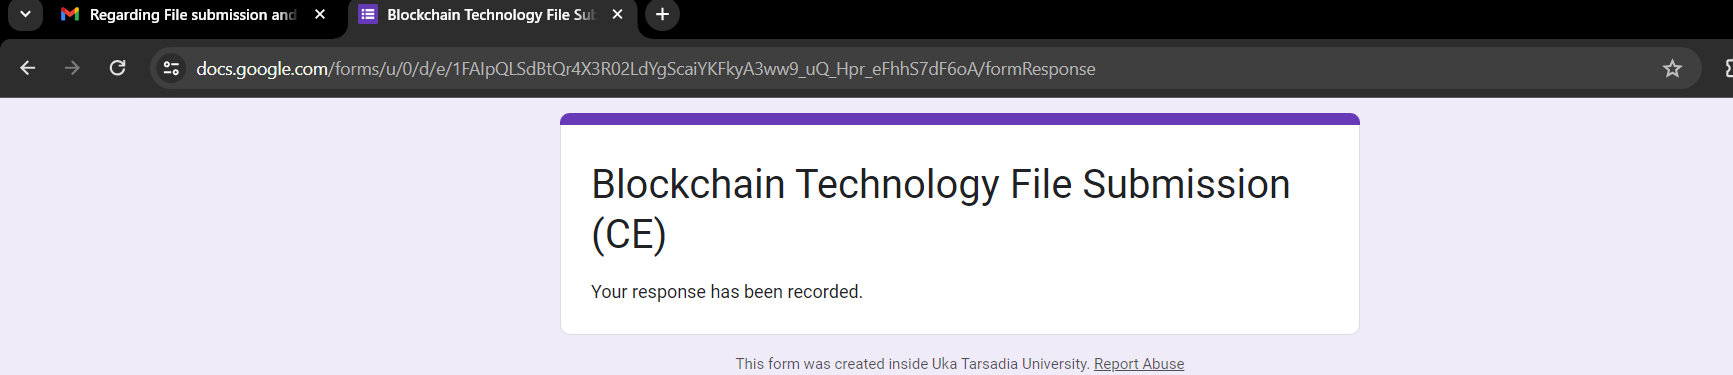 Regarding File submission and
Blockchain Technology File Sub
docs.google.com/forms/u/0/d/e/1FAIpQLSdBtQr4X3R02LdYgScaiYKFkyA3ww9_uQ_Hpr_eFhhS7dF6oA/formResponse
Blockchain Technology File Submission
(CE)
Your response has been recorded.
This form was created inside Uka Tarsadia University. Report Abuse